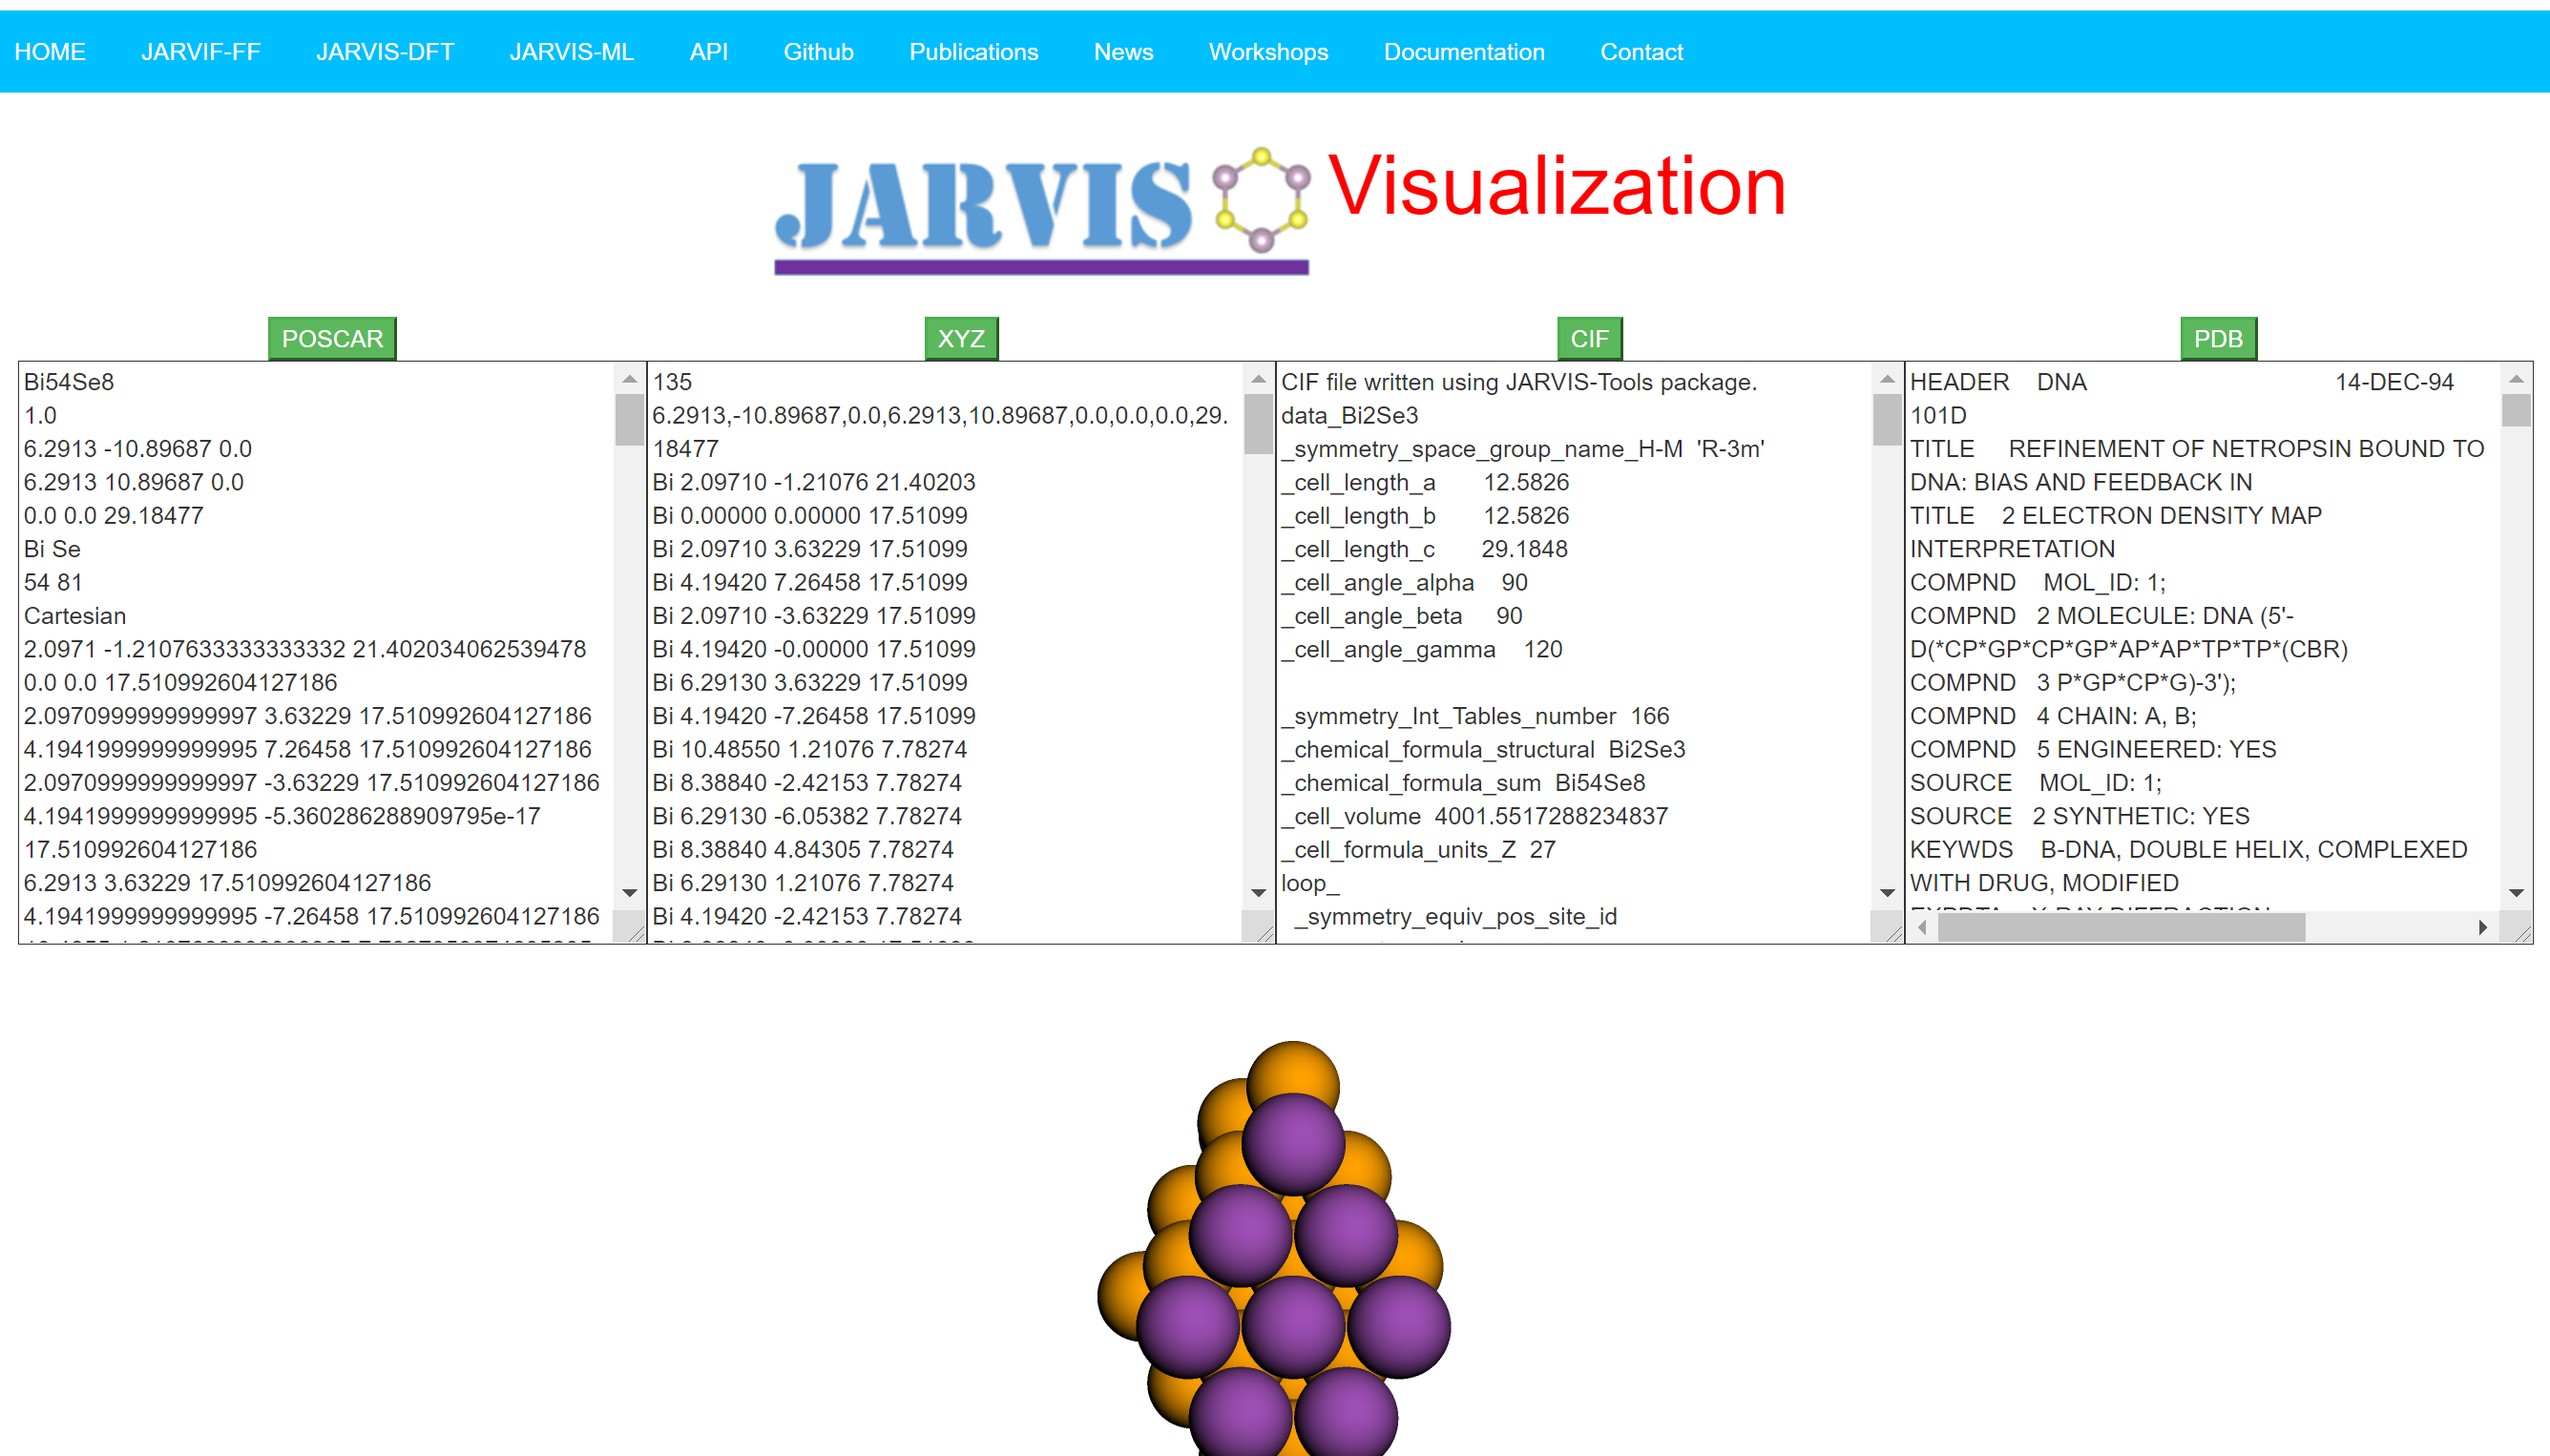 HOME JARVIF-FF JARVIS-DFT JARVIS-ML API Github Publications News Workshops Documentation Contact
JARVIS Visualization
POSCAR
Bi54Se8
1.0
6.2913 -10.89687 0.0
6.2913 10.89687 0.0
0.0 0.0 29.18477
Bi Se
54 81
Cartesian
2.0971 -1.2107633333333332 21.402034062539478
0.0 0.0 17.510992604127186
2.0970999999999997 3.63229 17.510992604127186
4.1941999999999995 7.26458 17.510992604127186
2.0970999999999997 -3.63229 17.510992604127186
4.1941999999999995 -5.360286288909795e-17
17.510992604127186
6.2913 3.63229 17.510992604127186
4.1941999999999995 -7.26458 17.510992604127186
XYZ
135
6.2913,-10.89687,0.0,6.2913,10.89687,0.0,0.0,0.0,29.
18477
Bi 2.09710 -1.21076 21.40203
Bi 0.00000 0.00000 17.51099
Bi 2.09710 3.63229 17.51099
Bi 4.19420 7.26458 17.51099
Bi 2.09710 -3.63229 17.51099
Bi 4.19420 -0.00000 17.51099
Bi 6.29130 3.63229 17.51099
Bi 4.19420 -7.26458 17.51099
Bi 10.48550 1.21076 7.78274
Bi 8.38840 -2.42153 7.78274
Bi 6.29130 -6.05382 7.78274
Bi 8.38840 4.84305 7.78274
Bi 6.29130 1.21076 7.78274
Bi 4.19420 -2.42153 7.78274
CIF
CIF file written using JARVIS-Tools package.
data_Bi2Se3
_symmetry_space_group_name_H-M 'R-3m'
_cell_length_a 12.5826
_cell_length_b 12.5826
_cell_length_c 29.1848
_cell_angle_alpha 90
_cell_angle_beta 90
_cell_angle_gamma 120
_symmetry_Int_Tables_number 166
_chemical_formula_structural Bi2Se3
_chemical_formula_sum Bi54Se8
_cell_volume 4001.5517288234837
_cell_formula_units_Z 27
loop_
_symmetry_equiv_pos_site_id
PDB
HEADER DNA 14-DEC-94
101D
TITLE REFINEMENT OF NETROPSIN BOUND TO
DNA: BIAS AND FEEDBACK IN
TITLE 2 ELECTRON DENSITY MAP
INTERPRETATION
COMPND MOL_ID: 1;
COMPND 2 MOLECULE: DNA (5'-
D(*CP*GP*CP*GP*AP*AP*TP*TP*(CBR)
COMPND 3 P*GP*CP*G)-3');
COMPND 4 CHAIN: A, B;
COMPND 5 ENGINEERED: YES
SOURCE MOL_ID: 1;
SOURCE 2 SYNTHETIC: YES
KEYWDS B-DNA, DOUBLE HELIX, COMPLEXED
WITH DRUG, MODIFIED